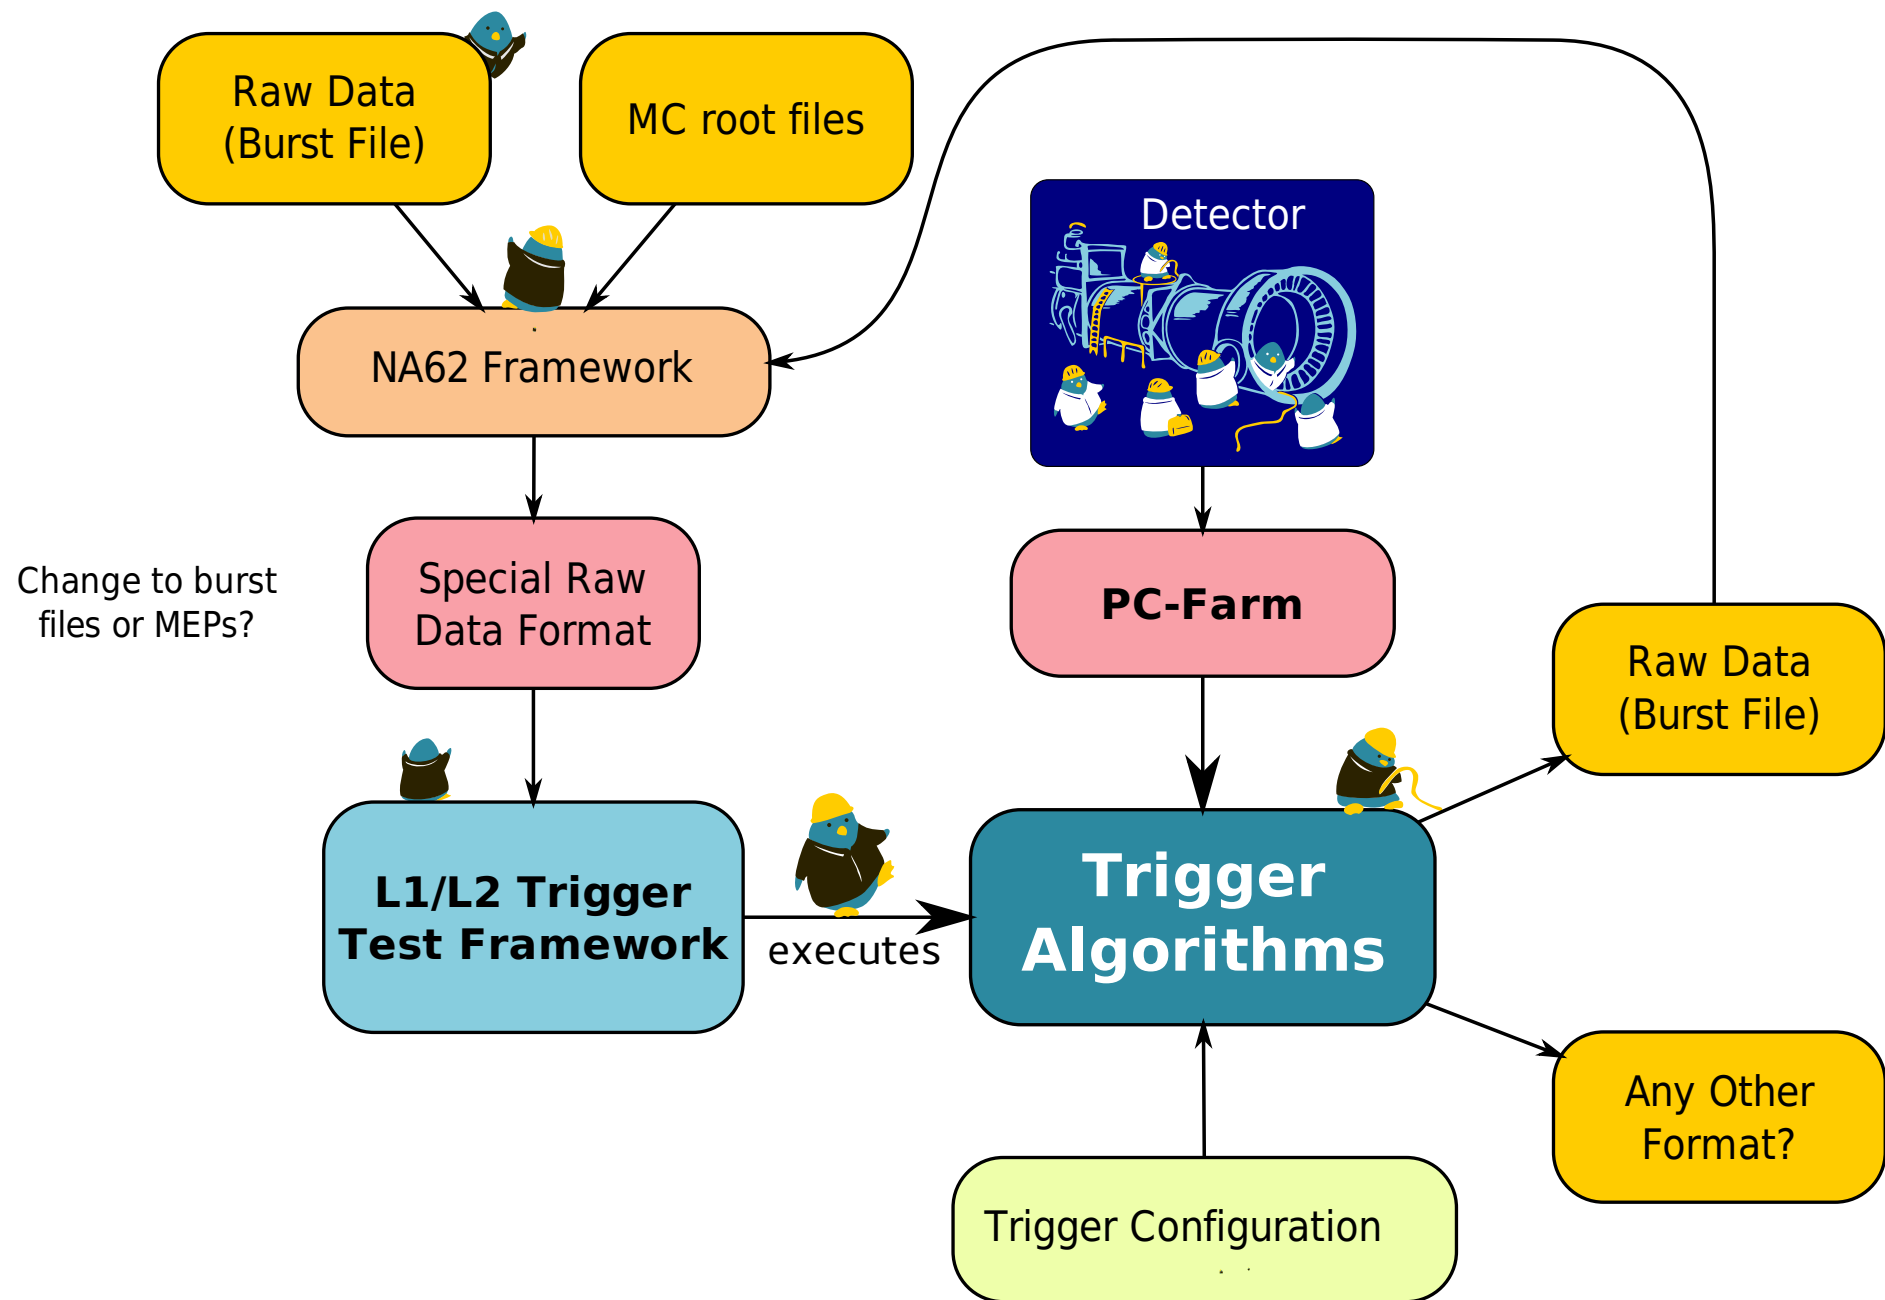 Raw Data
(Burst File)
MC root files
Detector
NA62 Framework
Change to burst
files or MEPs?
Special Raw
Data Format
PC-Farm
Raw Data
(Burst File)
L1/L2 Trigger
Test Framework
executes
Trigger
Algorithms
Any Other
Format?
Trigger Configuration